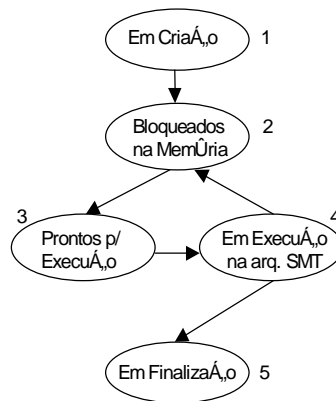 Em CriaÁ„o
1
Bloqueados
na MemÛria
2
3
Prontos p/
ExecuÁ„o
4
Em ExecuÁ„o
na arq. SMT
Em FinalizaÁ„o
5